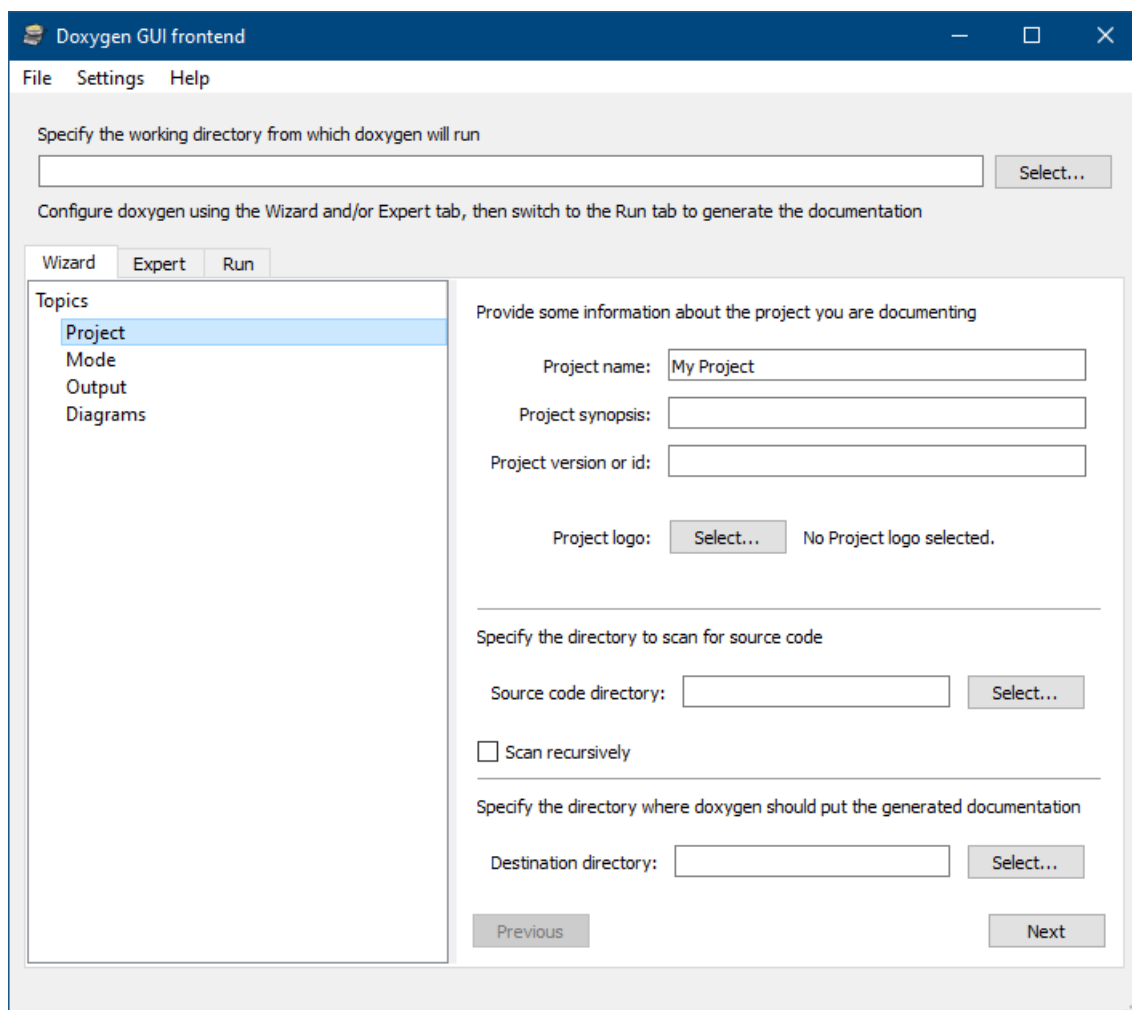 Doxygen GUI frontend
File Settings Help
Specify the working directory from which doxygen will run
Select...
Configure doxygen using the Wizard and/or Expert tab, then switch to the Run tab to generate the documentation
Wizard Expert Run
Topics
Project
Mode
Output
Diagrams
Provide some information about the project you are documenting
Project name: My Project
Project synopsis:
Project version or id:
Project logo: Select... No Project logo selected.
Specify the directory to scan for source code
Source code directory: Select...
Scan recursively
Specify the directory where doxygen should put the generated documentation
Destination directory: Select...
Previous Next